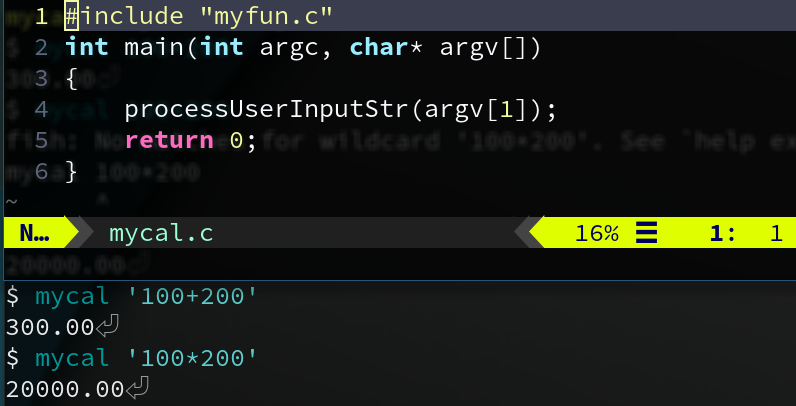 1 #include "myfun.c"
2 int main(int argc, char* argv[])
3 {
4     processUserInputStr(argv[1]);
5     return 0;
6 }
~
N… mycal.c 16% ☰ 1: 1
$ mycal '100+200'
300.00⏎
$ mycal '100*200'
20000.00⏎